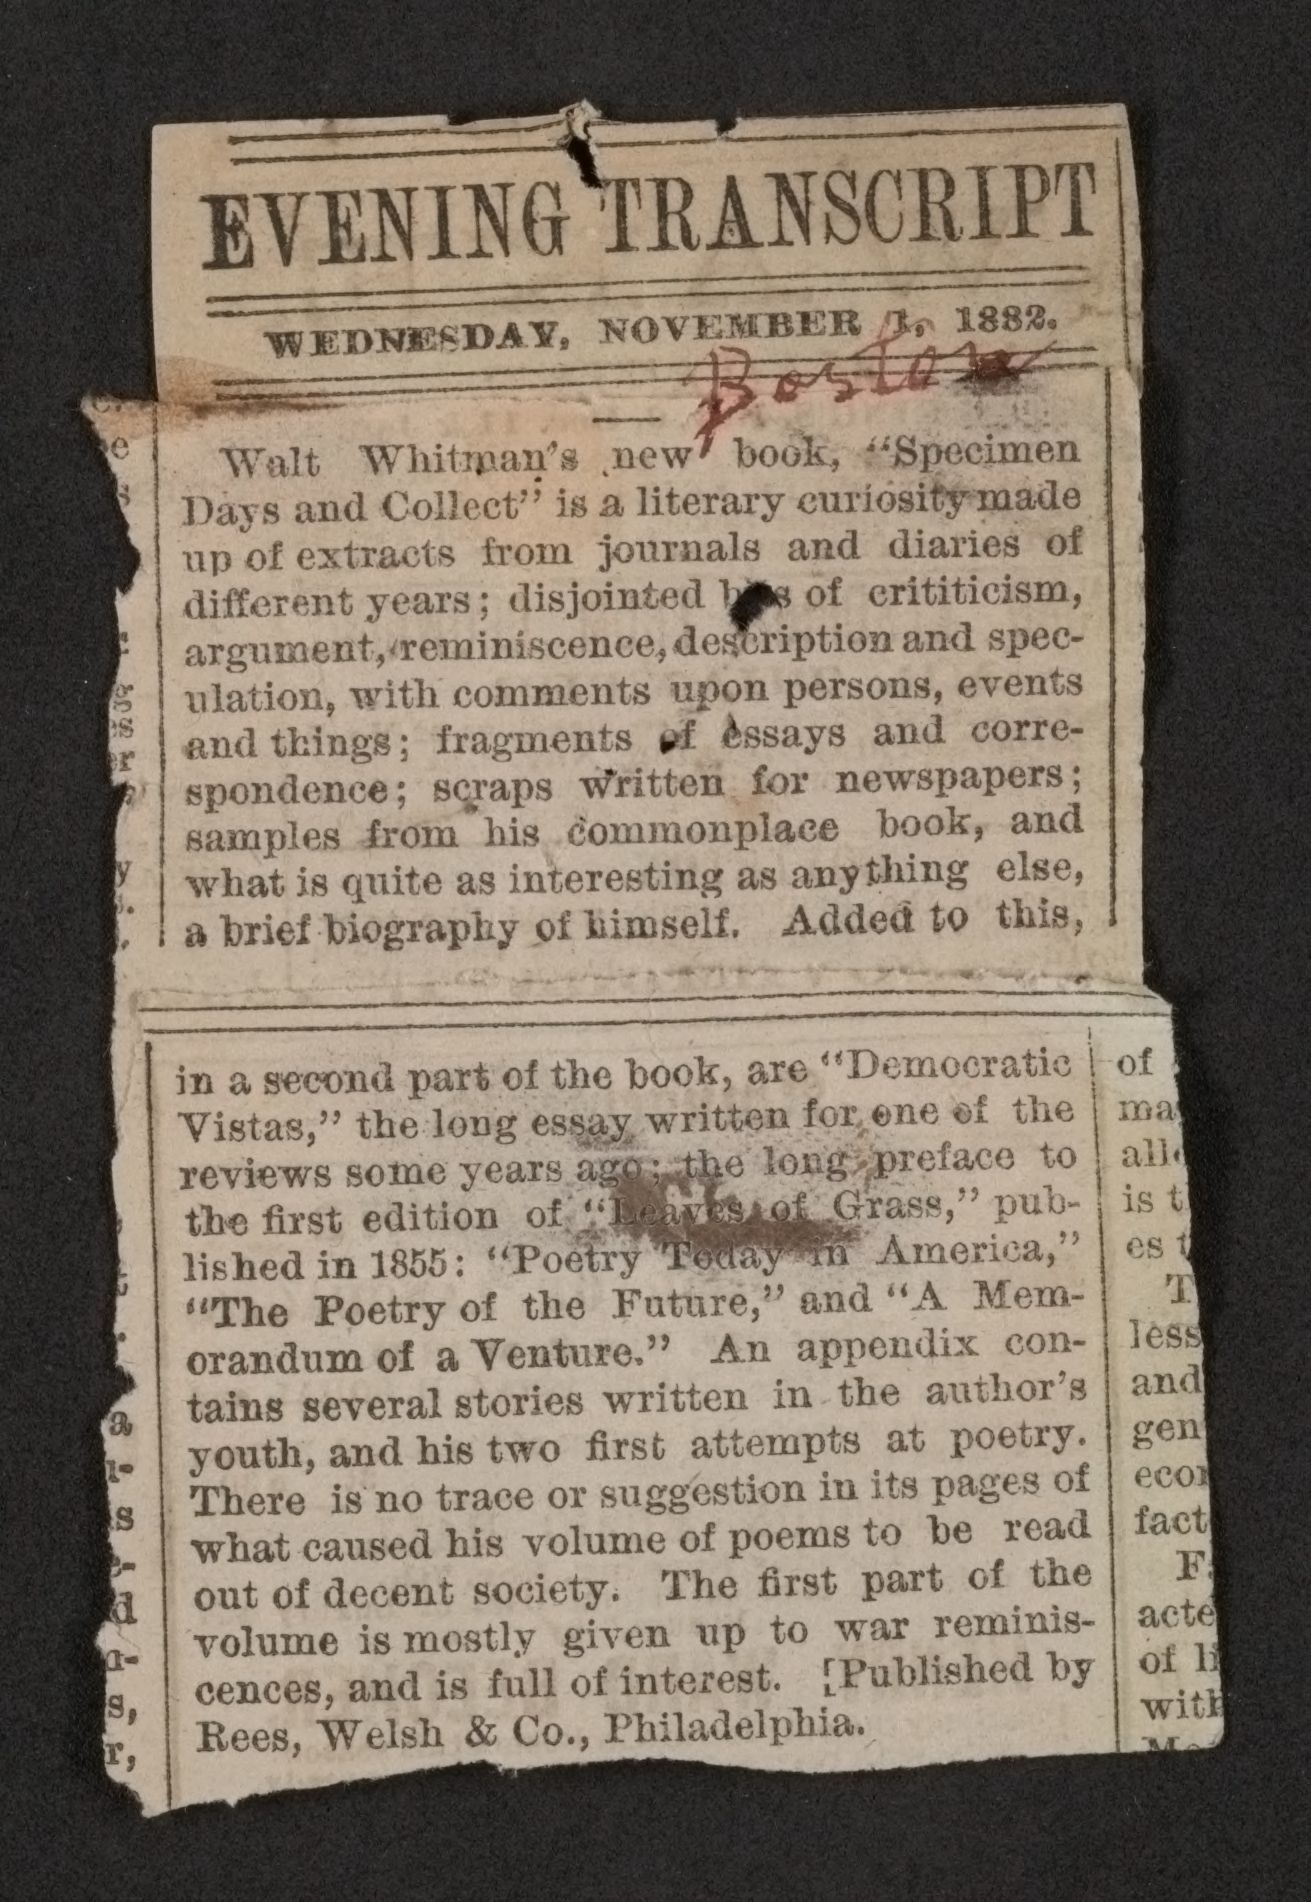 EVENING TRANSCRIPT
WEDNESDAY, NOVEMBER 1, 1882.
Boston
Walt Whitman's new book, “Specimen
Days and Collect” is a literary curiosity made
up of extracts from journals and diaries of
different years; disjointed of crititicism,
argument, reminiscence, description and spec-
ulation, with comments upon persons, events
and things; fragments of essays and corre-
spondence; scraps written for newspapers;
samples from his commonplace book, and
what is quite as interesting as anything else,
a brief biography of himself. Added to this,
in a second part of the book, are “Democratic
Vistas,” the long essay written for one of the
reviews some years ago; the long preface to
the first edition of “Leaves of Grass,” pub-
lished in 1855: “Poetry Today in America,”
“The Poetry of the Future,” and “A Mem-
orandum of a Venture.” An appendix con-
tains several stories written in the author's
youth, and his two first attempts at poetry.
There is no trace or suggestion in its pages of
what caused his volume of poems to be read
out of decent society. The first part of the
volume is mostly given up to war reminis-
cences, and is full of interest. [Published by
Rees, Welsh & Co., Philadelphia.
of
less
and